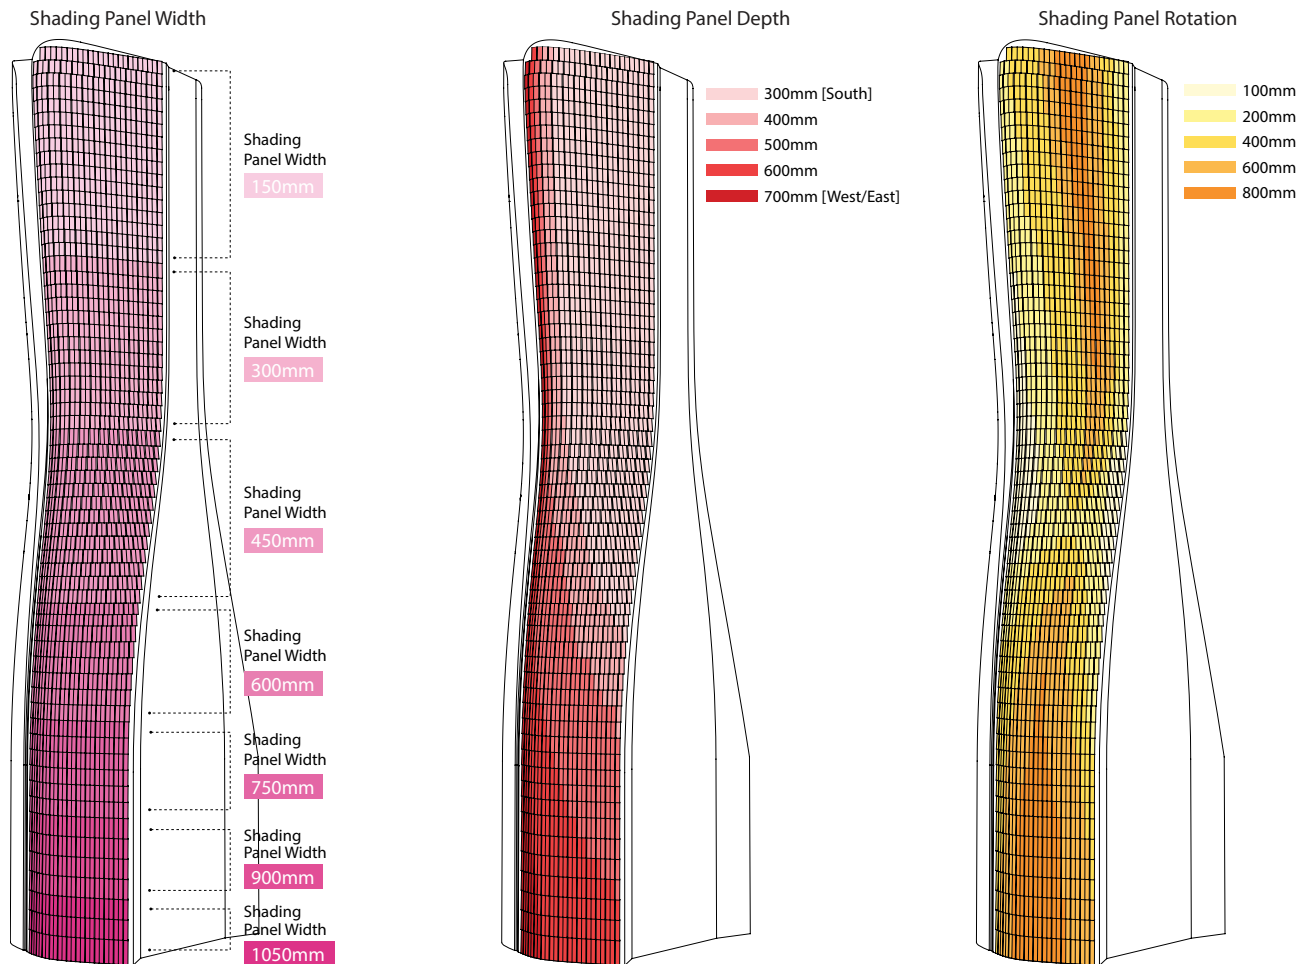 Shading Panel Width
Shading
Panel Width
150mm
Shading
Panel Width
300mm
Shading
Panel Width
450mm
Shading
Panel Width
600mm
Shading
Panel Width
750mm
Shading
Panel Width
900mm
Shading
Panel Width
1050mm
Shading Panel Depth
300mm [South]
400mm
500mm
600mm
700mm [West/East]
Shading Panel Rotation
100mm
200mm
400mm
600mm
800mm